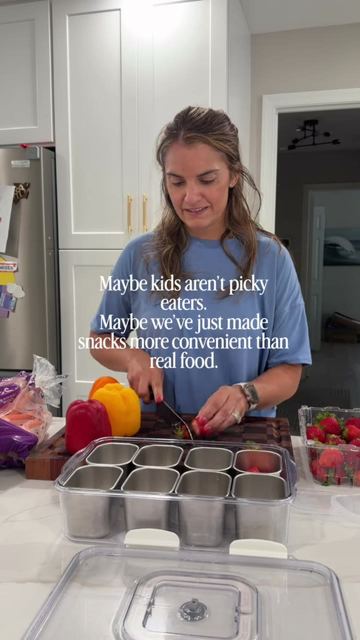 Maybe kids aren't picky
eaters.
Maybe we've just made
snacks more convenient than
real food.